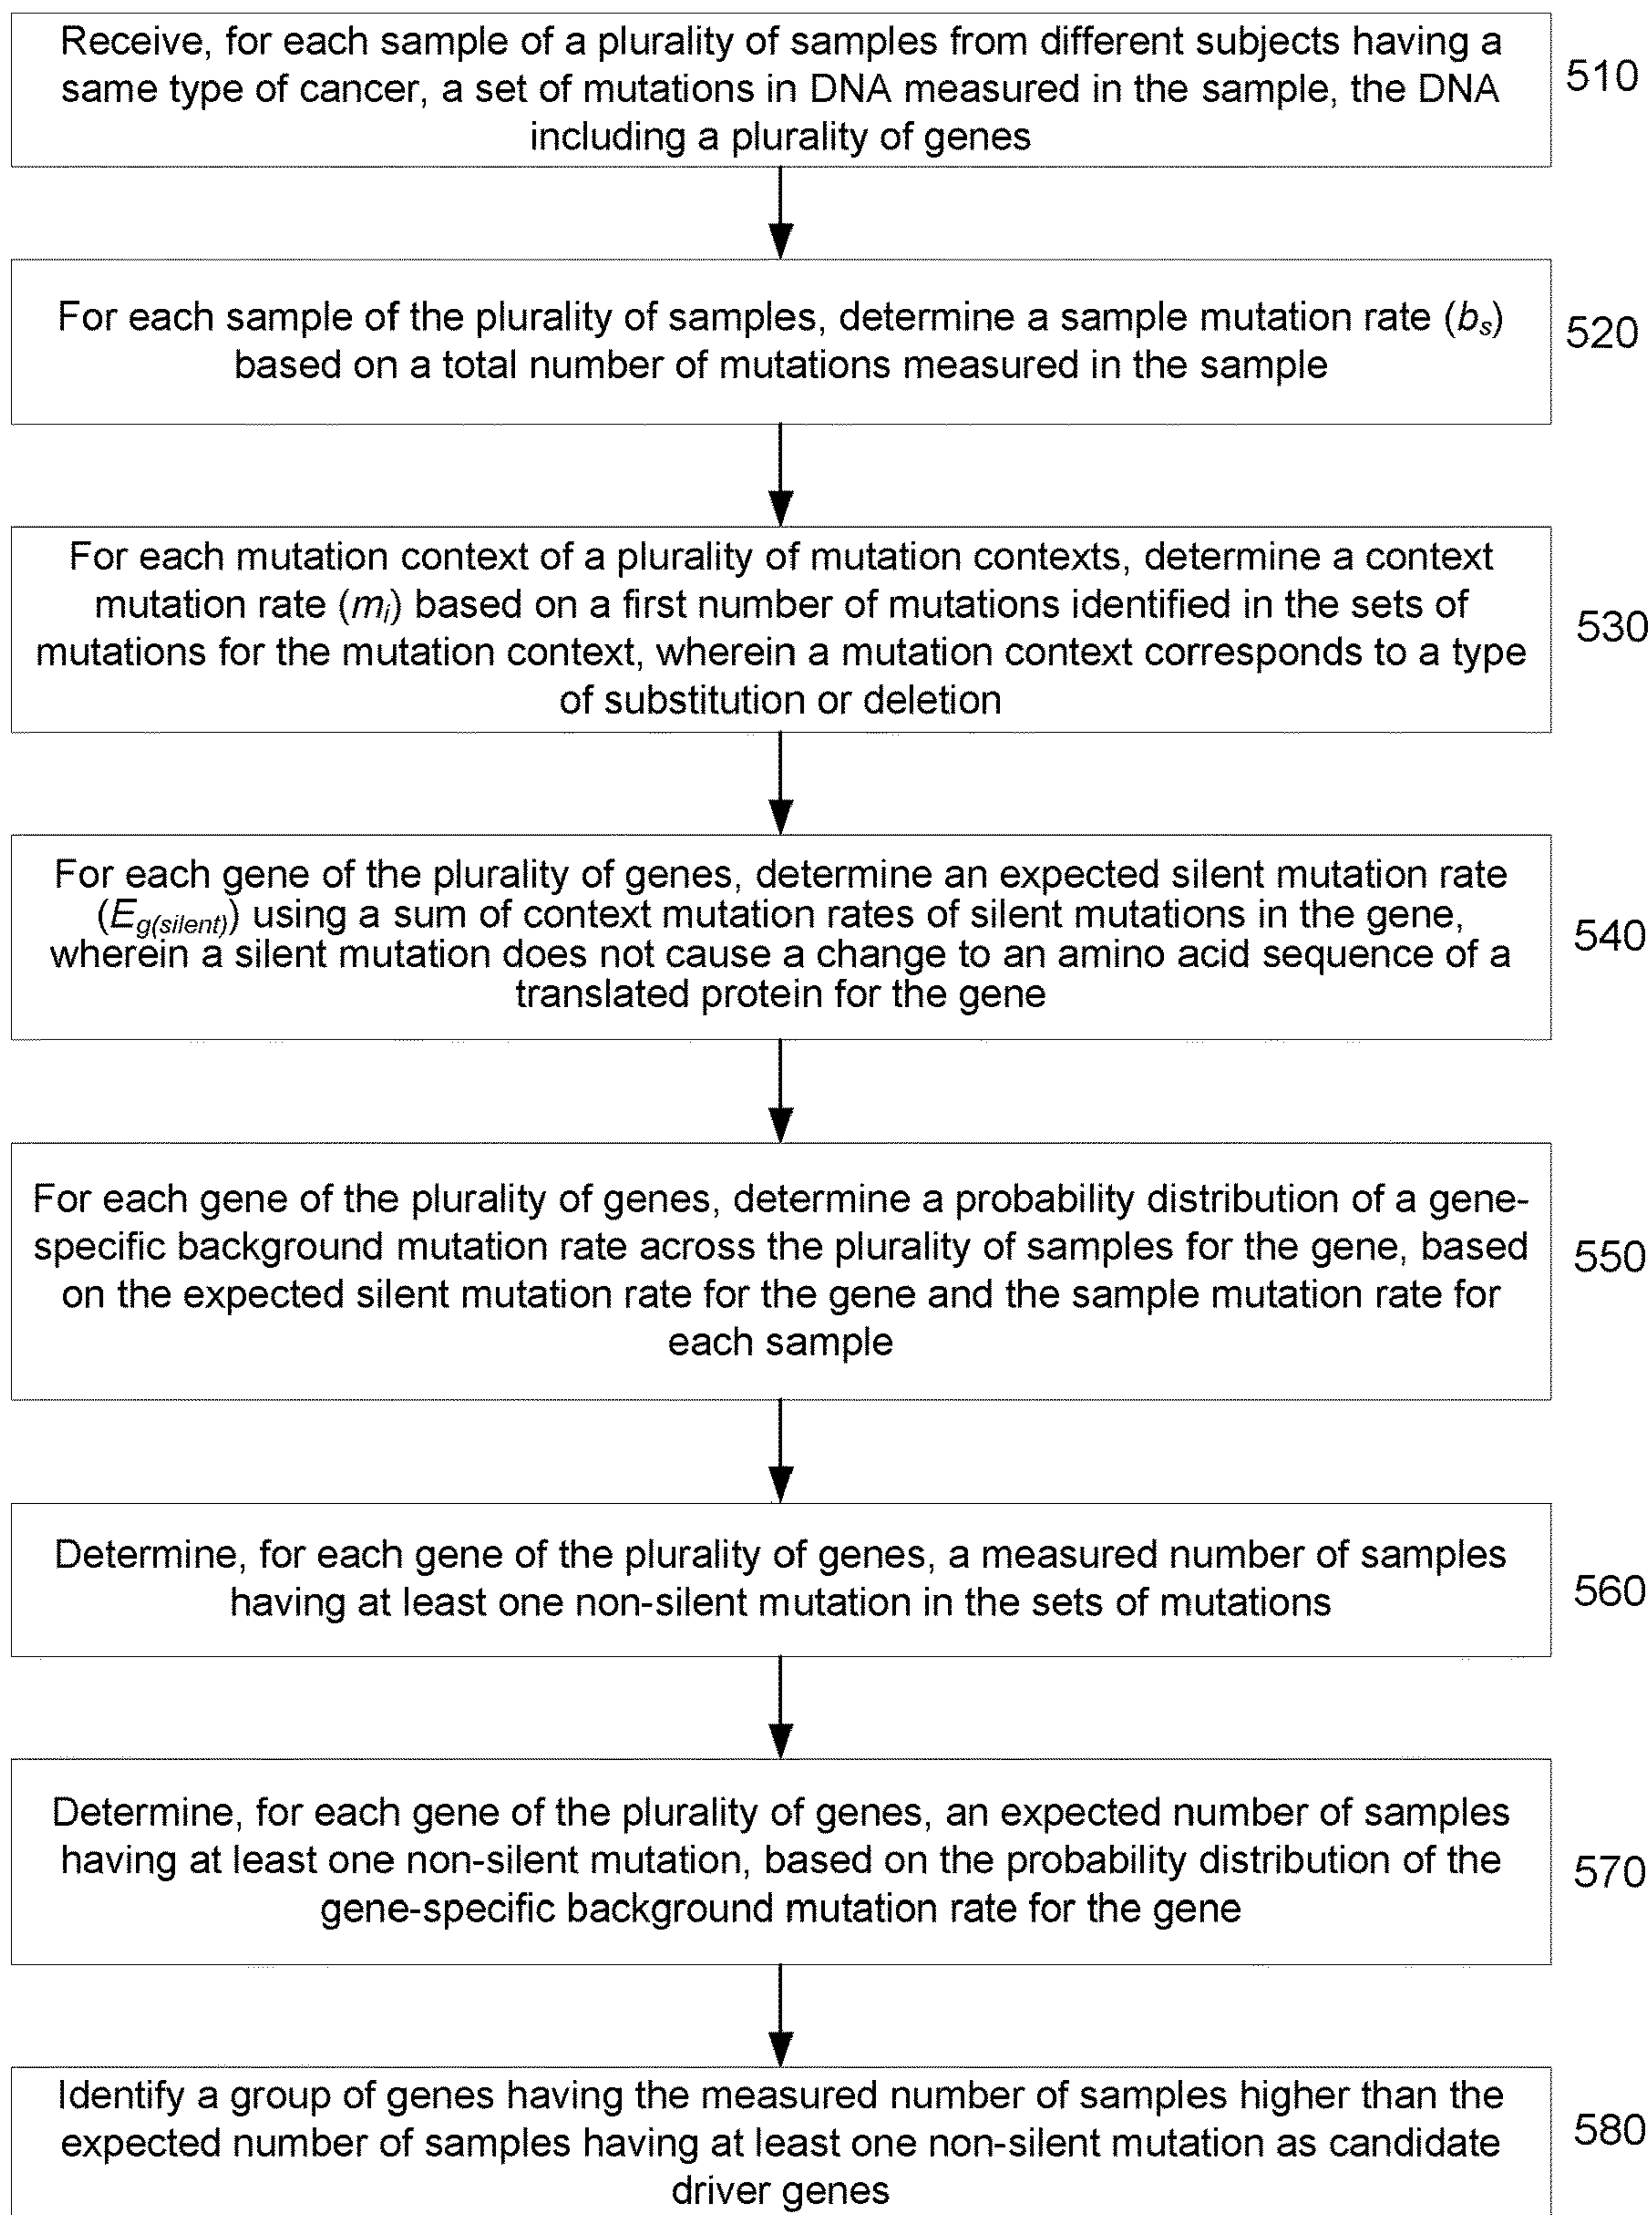 Receive, for each sample of a plurality of samples from different subjects having a
same type of cancer, a set of mutations in DNA measured in the sample, the DNA
including a plurality of genes
510
For each sample of the plurality of samples, determine a sample mutation rate (bs)
based on a total number of mutations measured in the sample
520
For each mutation context of a plurality of mutation contexts, determine a context
mutation rate (mi) based on a first number of mutations identified in the sets of
mutations for the mutation context, wherein a mutation context corresponds to a type
of substitution or deletion
530
For each gene of the plurality of genes, determine an expected silent mutation rate
(Eg(silent)) using a sum of context mutation rates of silent mutations in the gene,
wherein a silent mutation does not cause a change to an amino acid sequence of a
translated protein for the gene
540
For each gene of the plurality of genes, determine a probability distribution of a gene-
specific background mutation rate across the plurality of samples for the gene, based
on the expected silent mutation rate for the gene and the sample mutation rate for
each sample
550
Determine, for each gene of the plurality of genes, a measured number of samples
having at least one non-silent mutation in the sets of mutations
560
Determine, for each gene of the plurality of genes, an expected number of samples
having at least one non-silent mutation, based on the probability distribution of the
gene-specific background mutation rate for the gene
570
Identify a group of genes having the measured number of samples higher than the
expected number of samples having at least one non-silent mutation as candidate
driver genes
580